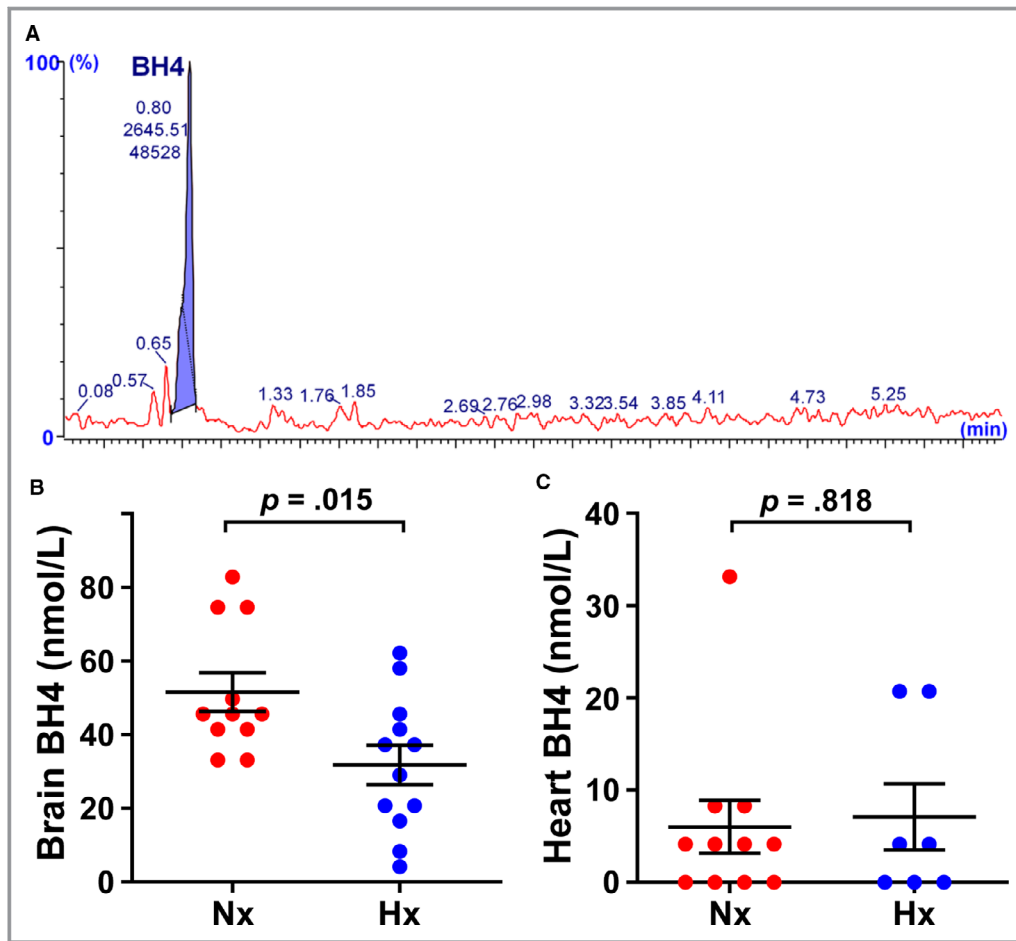 A
100 (%)
BH4
0.80
2645.51
48528
0.65
0.08 0.57 1.33 1.76 1.85 2.69 2.76 2.98 3.32 3.54 3.85 4.11 4.73 5.25
0
(min)
B
p = .015
Brain BH4 (nmol/L)
80
60
40
20
0
Nx Hx
C
p = .818
Heart BH4 (nmol/L)
40
30
20
10
0
Nx Hx